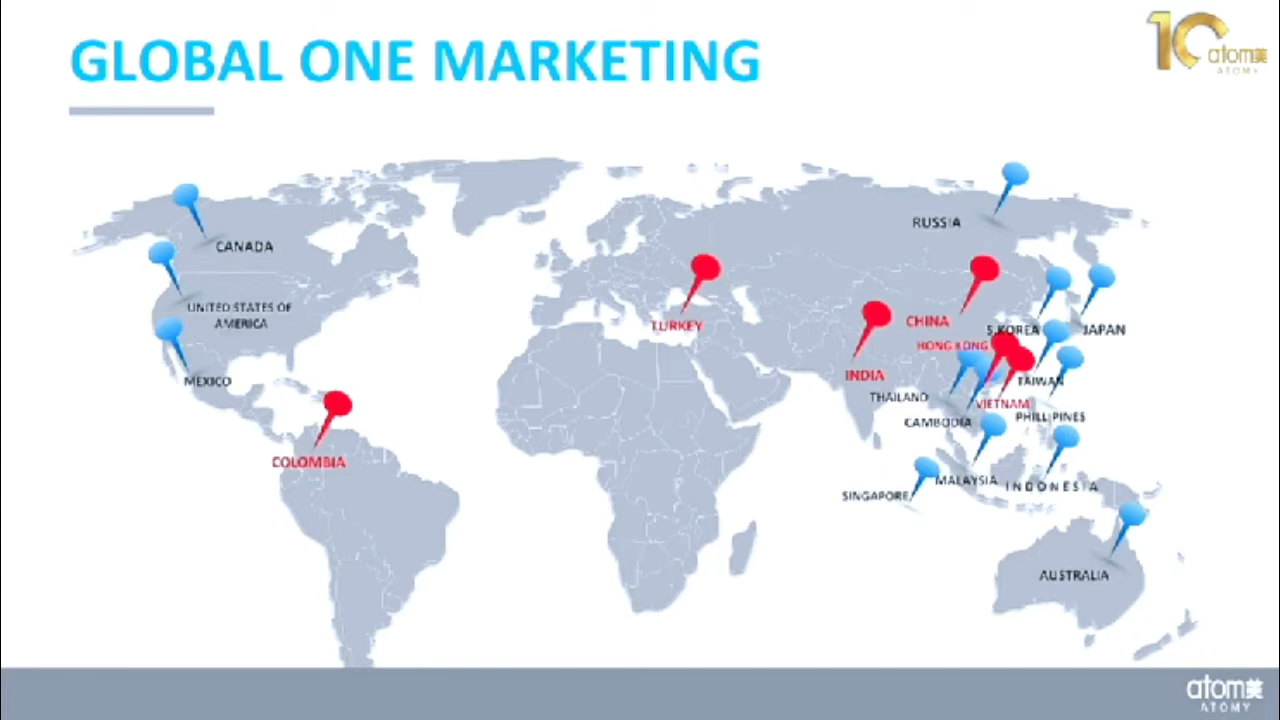 GLOBAL ONE MARKETING
10 atom美
ATOMY
RUSSIA
CANADA
UNITED STATES OF
AMERICA
TURKEY
CHINA
S.KOREA
JAPAN
HONG KONG
INDIA
MEXICO
TAIWAN
THAILAND
VIETNAM
CAMBODIA
PHILLIPINES
COLOMBIA
MALAYSIA
INDONESIA
SINGAPORE
AUSTRALIA
atom美
ATOMY